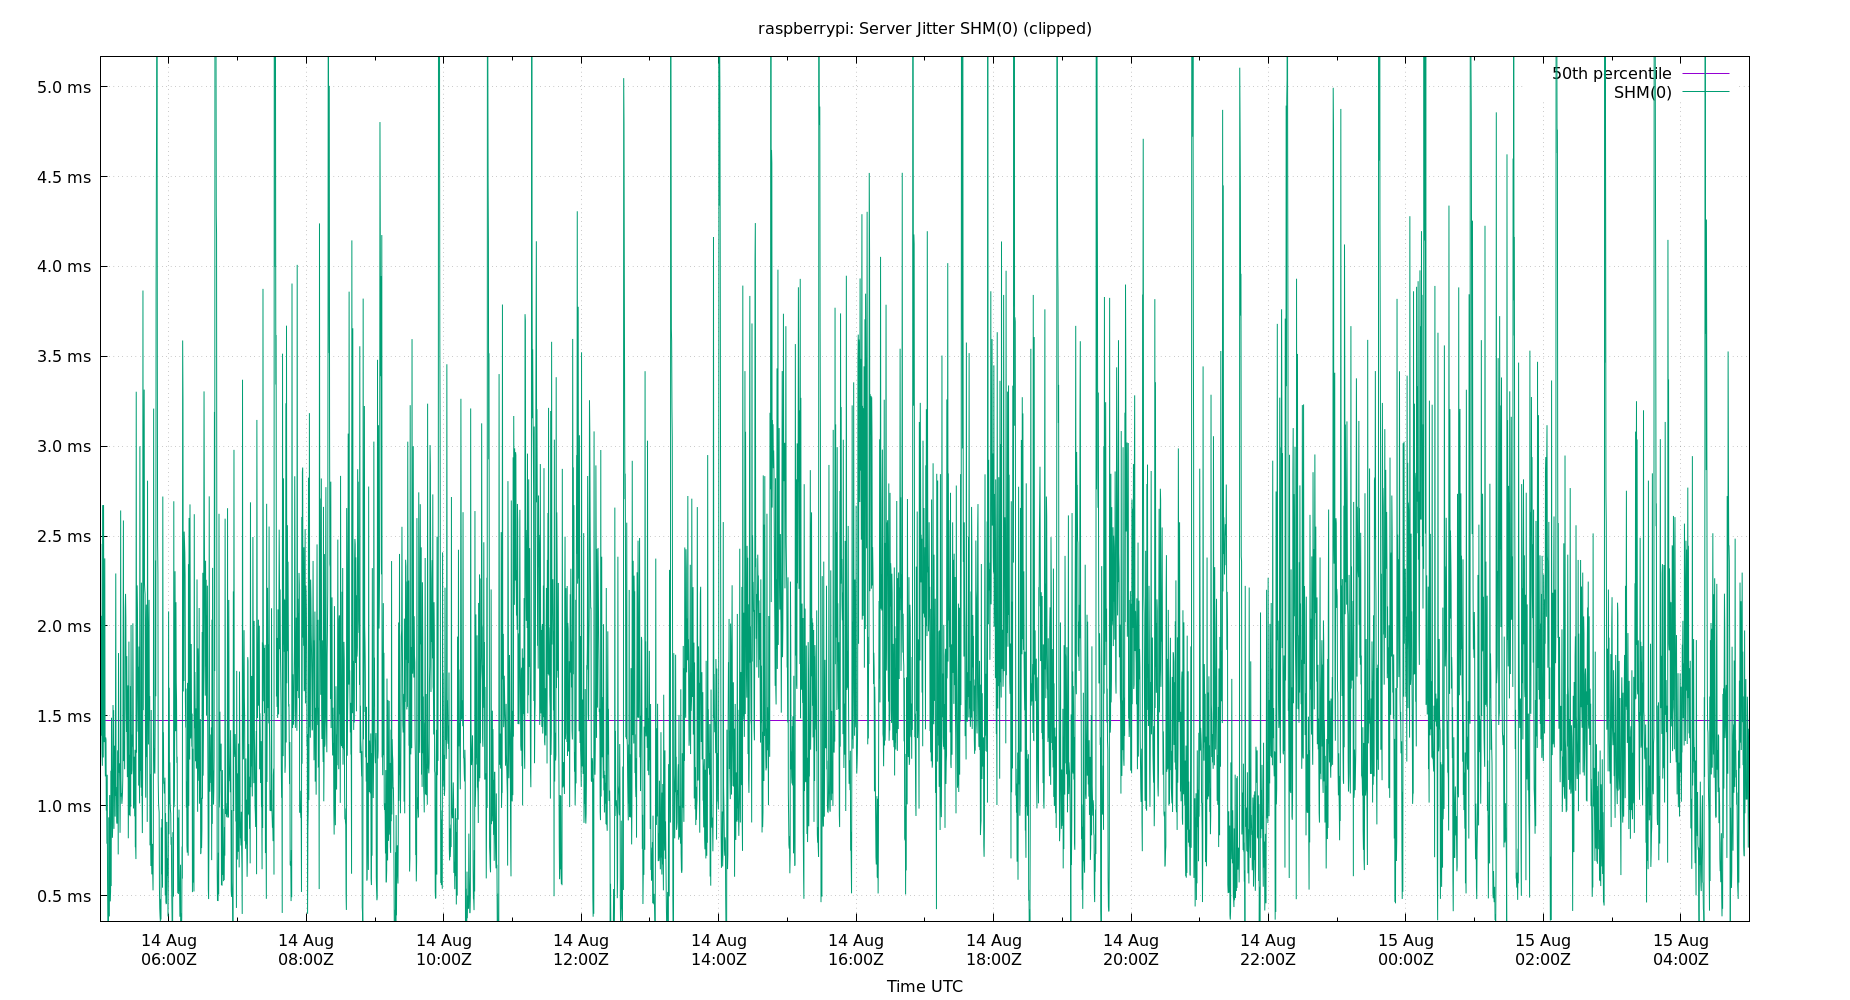 raspberrypi: Server Jitter SHM(0) (clipped)
50th percentile
SHM(0)
5.0 ms
4.5 ms
4.0 ms
3.5 ms
3.0 ms
2.5 ms
2.0 ms
1.5 ms
1.0 ms
0.5 ms
14 Aug 14 Aug 14 Aug 14 Aug 14 Aug 14 Aug 14 Aug 14 Aug 14 Aug 15 Aug 15 Aug 15 Aug
06:00Z 08:00Z 10:00Z 12:00Z 14:00Z 16:00Z 18:00Z 20:00Z 22:00Z 00:00Z 02:00Z 04:00Z
Time UTC